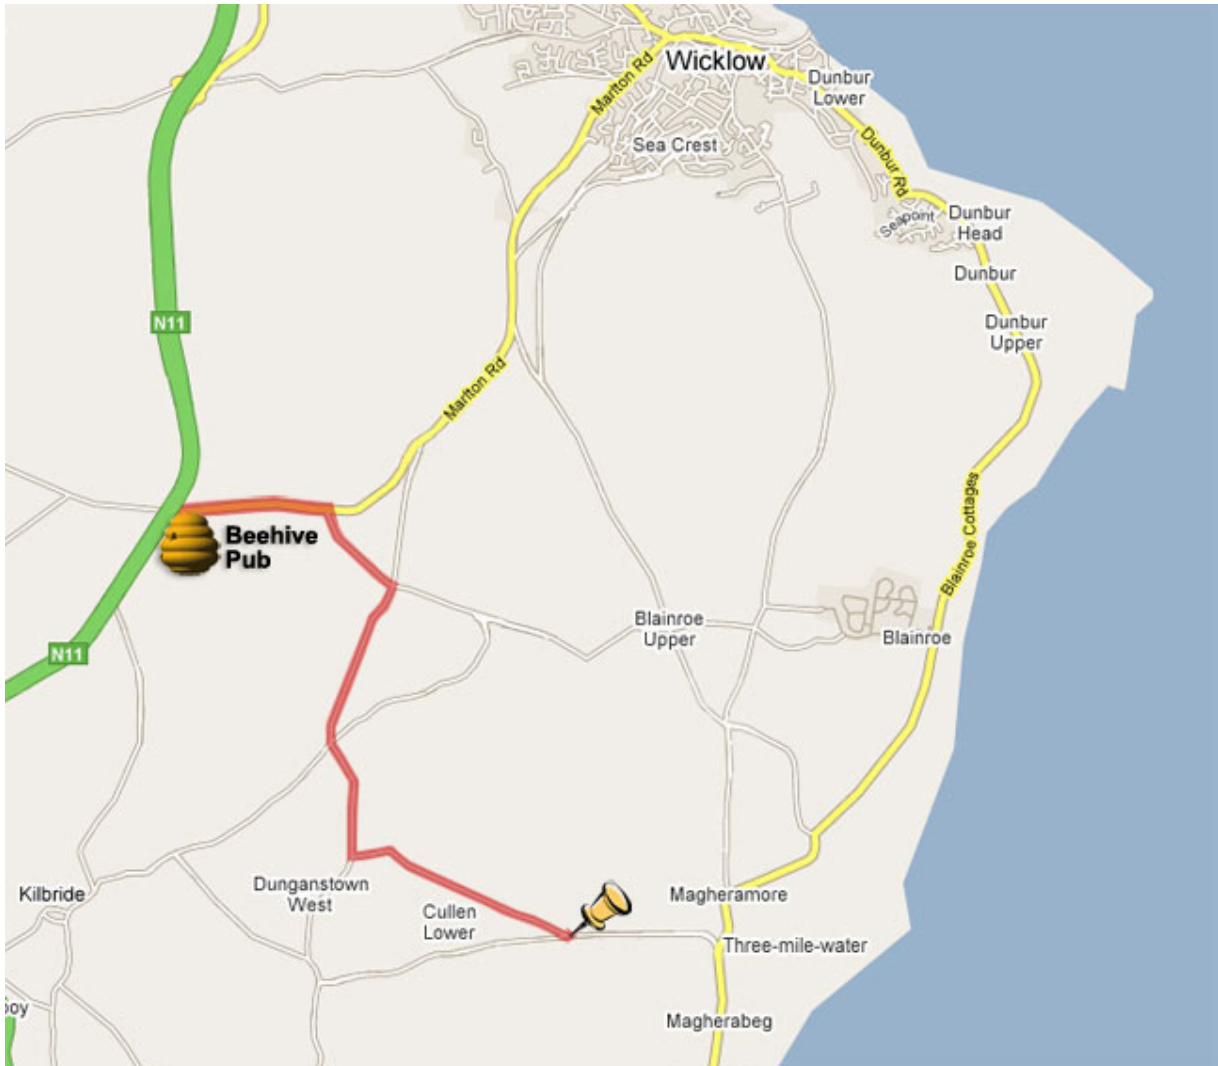 Wicklow
Marlton Rd
Dunbur
Lower
Sea Crest
Dunbur Rd
Seapoint
Dunbur
Head
Dunbur
N11
Dunbur
Upper
Marlton Rd
Blainroe Cottages
Beehive
Pub
Blainroe
Upper
Blainroe
N11
Dunganstown
West
Kilbride
Magheramore
Cullen
Lower
Three-mile-water
boy
Magherabeg